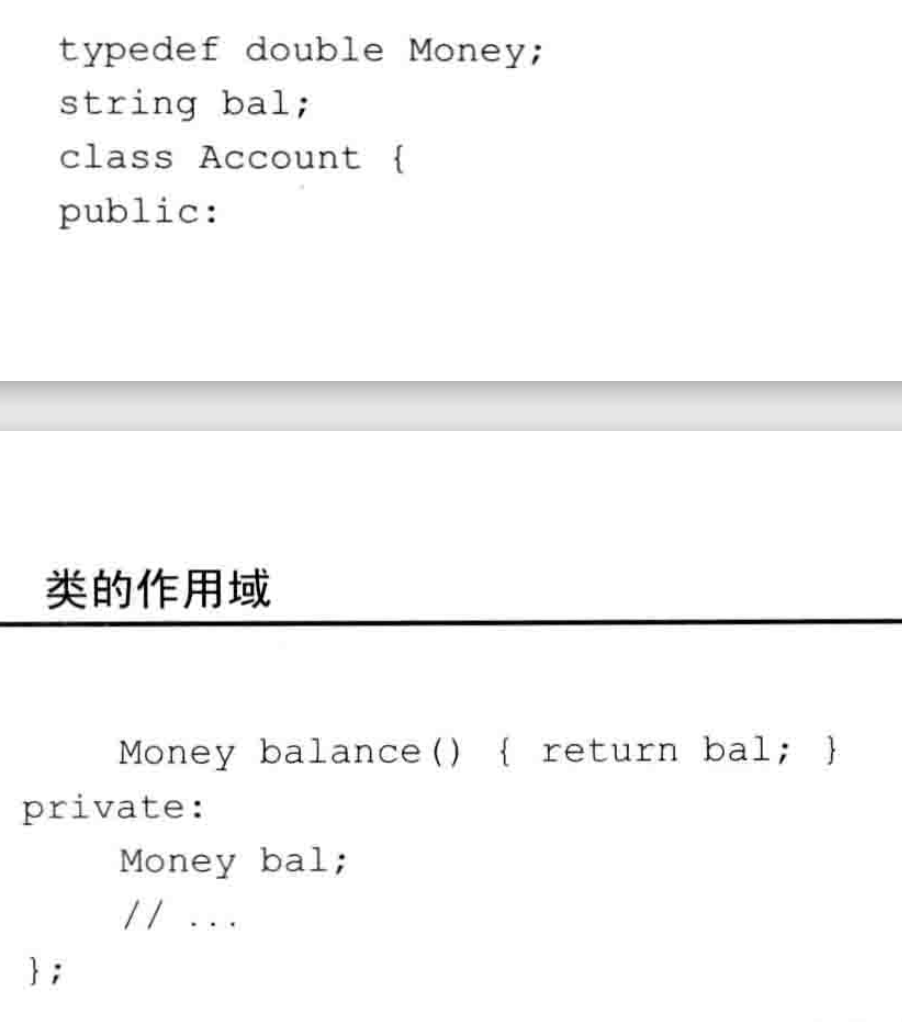 typedef double Money;
string bal;
class Account {
public:
类的作用域
Money balance() { return bal; }
private:
Money bal;
// ...
};